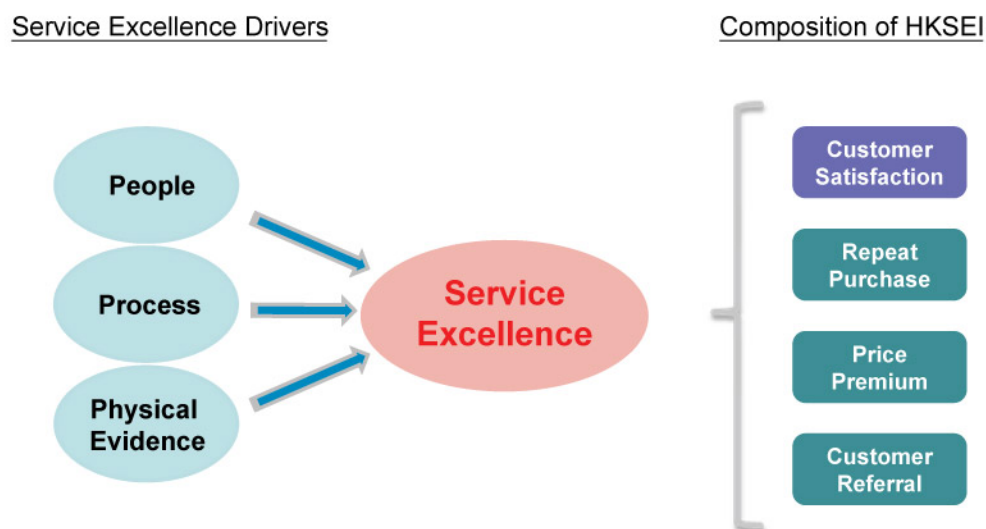 Service Excellence Drivers
Composition of HKSEI
People
Process
Physical
Evidence
Service
Excellence
Customer
Satisfaction
Repeat
Purchase
Price
Premium
Customer
Referral